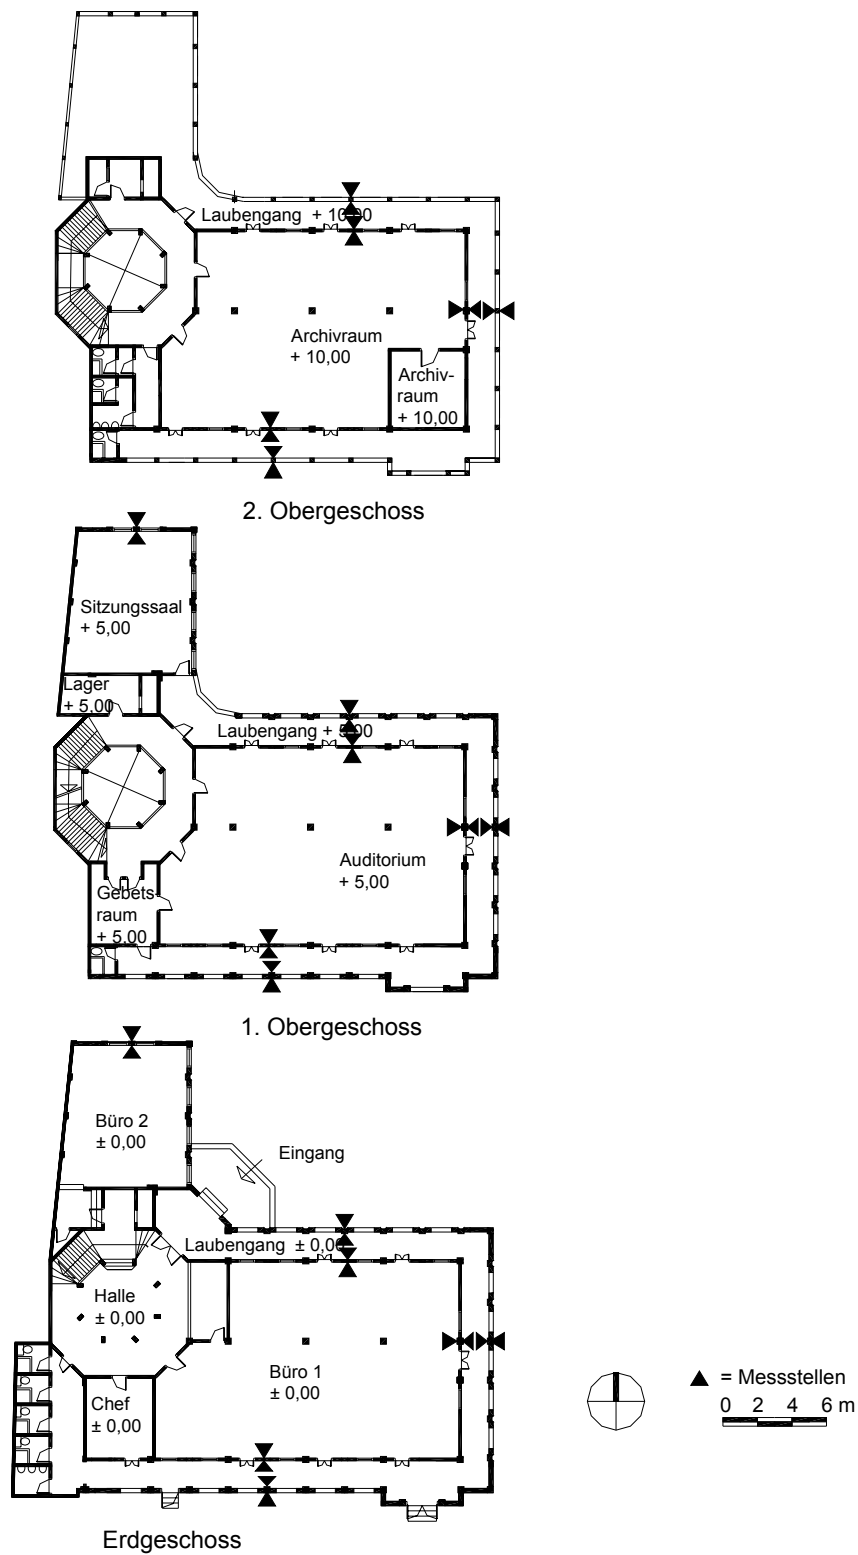 Laubengang + 10,00
Archivraum
+ 10,00
Archiv-
raum
+ 10,00
2. Obergeschoss
Sitzungssaal
+ 5,00
Lager
+ 5,00
Laubengang + 5,00
Auditorium
+ 5,00
Gebets-
raum
+ 5,00
1. Obergeschoss
Büro 2
± 0,00
Eingang
Laubengang ± 0,00
Halle
± 0,00
Büro 1
± 0,00
Chef
± 0,00
Erdgeschoss
= Messstellen
0 2 4 6 m